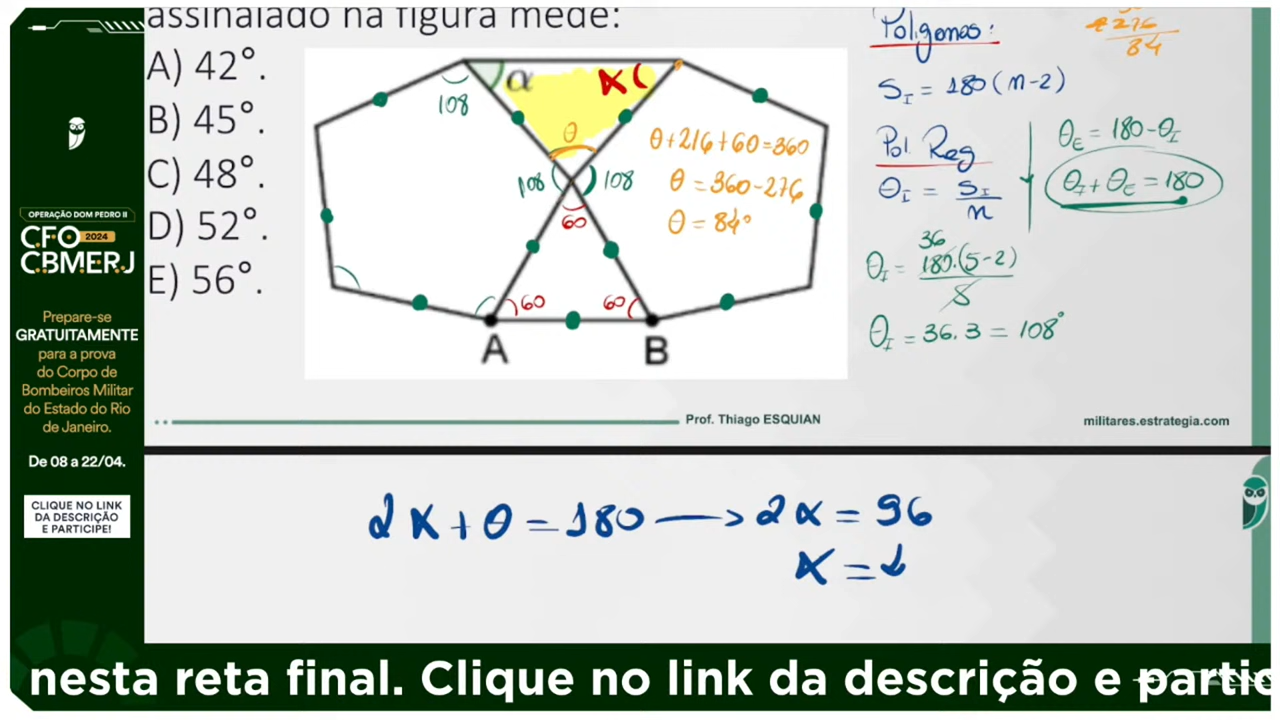 assinalado na figura mede:
A) 42°.
B) 45°.
C) 48°.
D) 52°.
E) 56°.
α
α
108
θ
108
108
60
60
60
A
B
θ+216+60=360
θ = 360-276
θ = 84°
Polígonos:
S_I = 180(n-2)
Pol. Reg
θ_I = S_I
n
θ_E = 180-θ_I
θ_I + θ_E = 180
36
θ_I = 180.(5-2)
5
θ_I = 36.3 = 108°
276
84
OPERAÇÃO DOM PEDRO II
CFO 2024
CBMERJ
Prepare-se
GRATUITAMENTE
para a prova
do Corpo de
Bombeiros Militar
do Estado do Rio
de Janeiro.
De 08 a 22/04.
CLIQUE NO LINK
DA DESCRIÇÃO
E PARTICIPE!
Prof. Thiago ESQUIAN
militares.estrategia.com
2α + θ = 180 → 2α = 96
α =
nesta reta final. Clique no link da descrição e partic